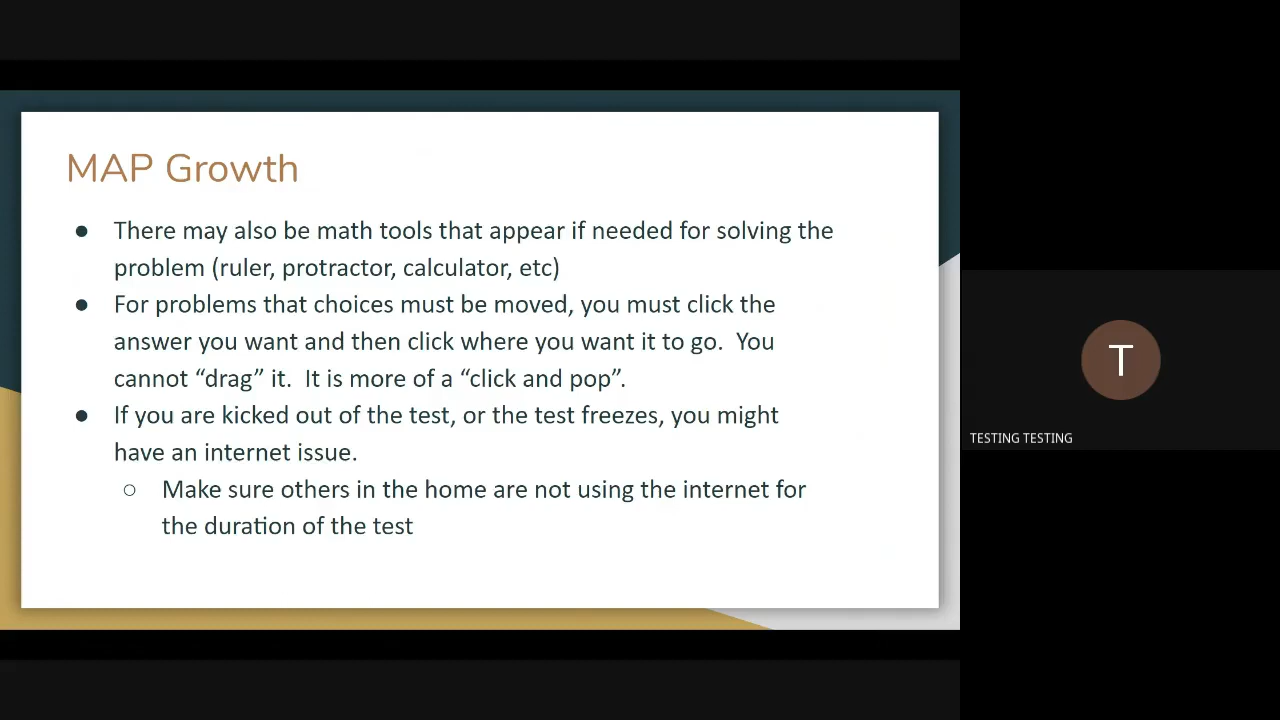 MAP Growth
● There may also be math tools that appear if needed for solving the
problem (ruler, protractor, calculator, etc)
● For problems that choices must be moved, you must click the
answer you want and then click where you want it to go.  You
cannot “drag” it.  It is more of a “click and pop”.
● If you are kicked out of the test, or the test freezes, you might
have an internet issue.
○ Make sure others in the home are not using the internet for
the duration of the test
T
TESTING TESTING